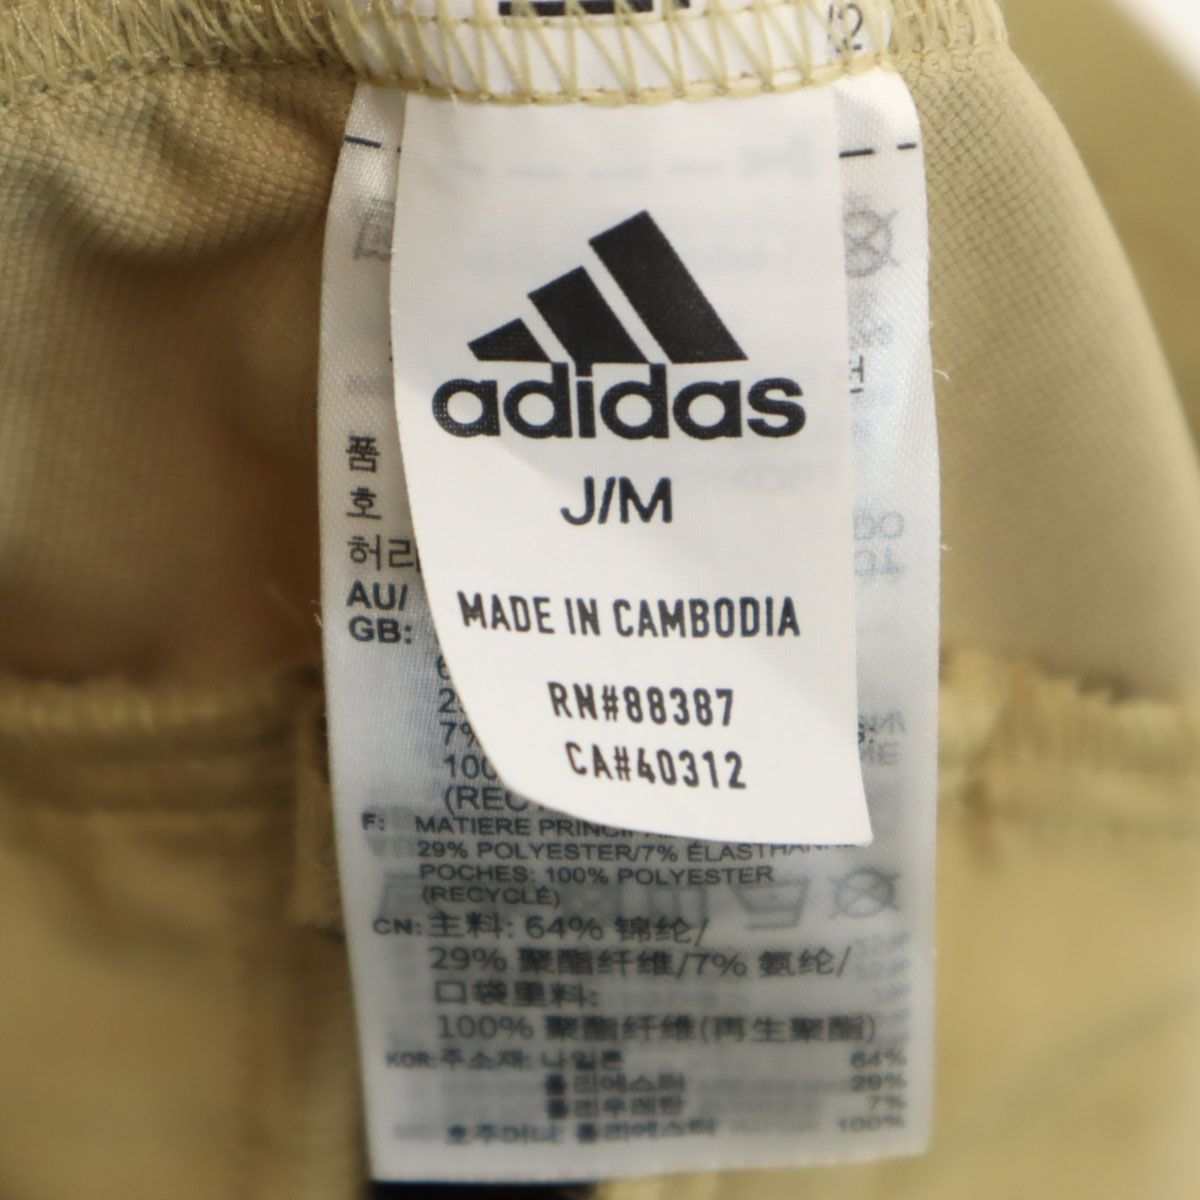 adidas
J/M
MADE IN CAMBODIA
RN#88387
CA#40312
품
호
허리
AU/
GB:
7%
100
(REC
F: MATIERE
29% POLYESTER/7% ÉLASTHAN
POCHES: 100% POLYESTER
(RECYCLÉ)
CN: 主料: 64% 锦纶/
29% 聚酯纤维/7% 氨纶/
口袋里料:
100% 聚酯纤维(再生聚酯)
KOR: 주소재: 나일론 64%
폴리에스터 29%
폴리우레탄 7%
호주머니: 폴리에스터 100%